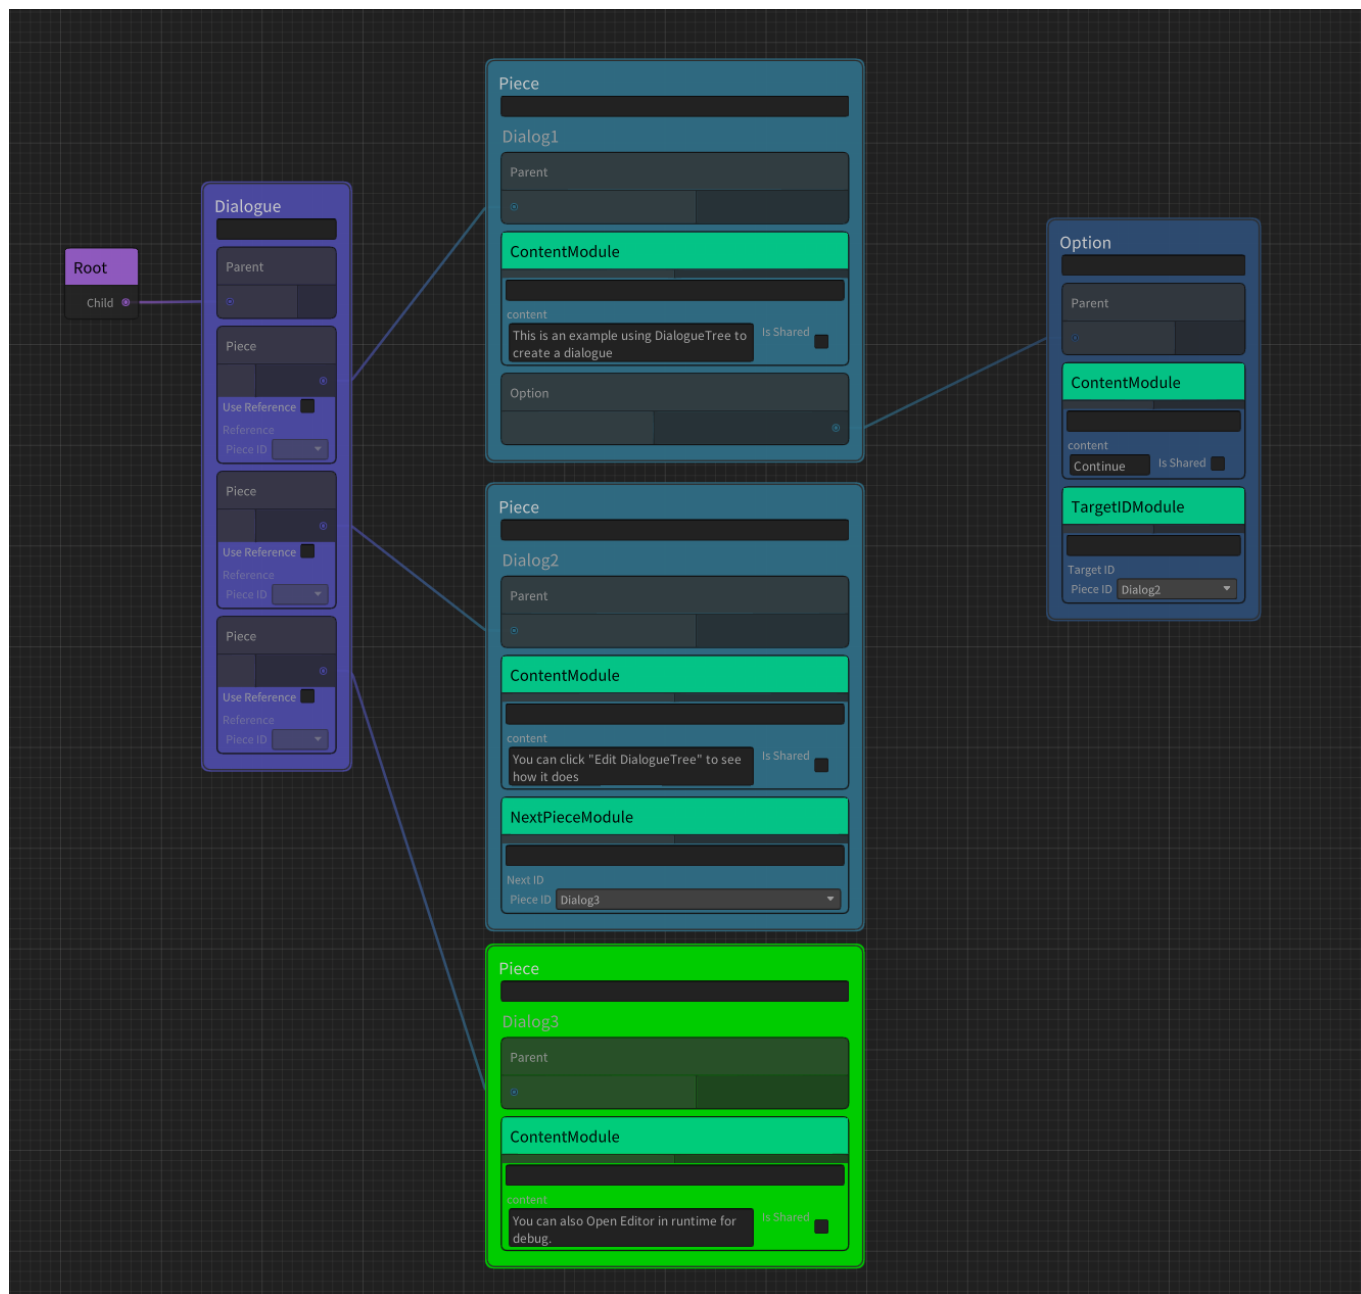 Root
Child
Dialogue
Parent
Piece
Use Reference
Reference
Piece ID
Piece
Use Reference
Reference
Piece ID
Piece
Use Reference
Reference
Piece ID
Piece
Dialog1
Parent
ContentModule
content
This is an example using DialogueTree to
create a dialogue
Is Shared
Option
Piece
Dialog2
Parent
ContentModule
content
You can click "Edit DialogueTree" to see
how it does
Is Shared
NextPieceModule
Next ID
Piece ID Dialog3
Piece
Dialog3
Parent
ContentModule
content
You can also Open Editor in runtime for
debug.
Is Shared
Option
Parent
ContentModule
content
Continue
Is Shared
TargetIDModule
Target ID
Piece ID Dialog2